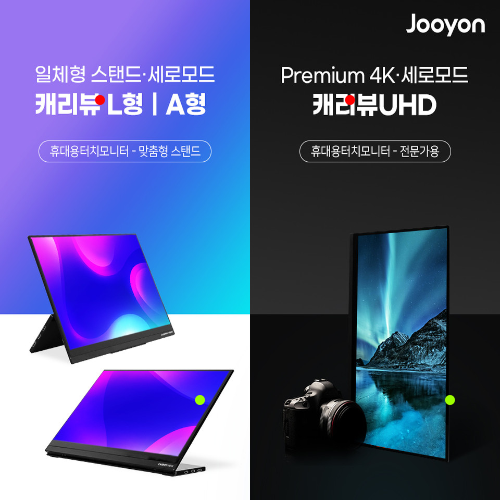 Jooyon
일체형 스탠드·세로모드
캐리뷰 L형 | A형
휴대용터치모니터 - 맞춤형 스탠드
Premium 4K·세로모드
캐리뷰UHD
휴대용터치모니터 - 전문가용